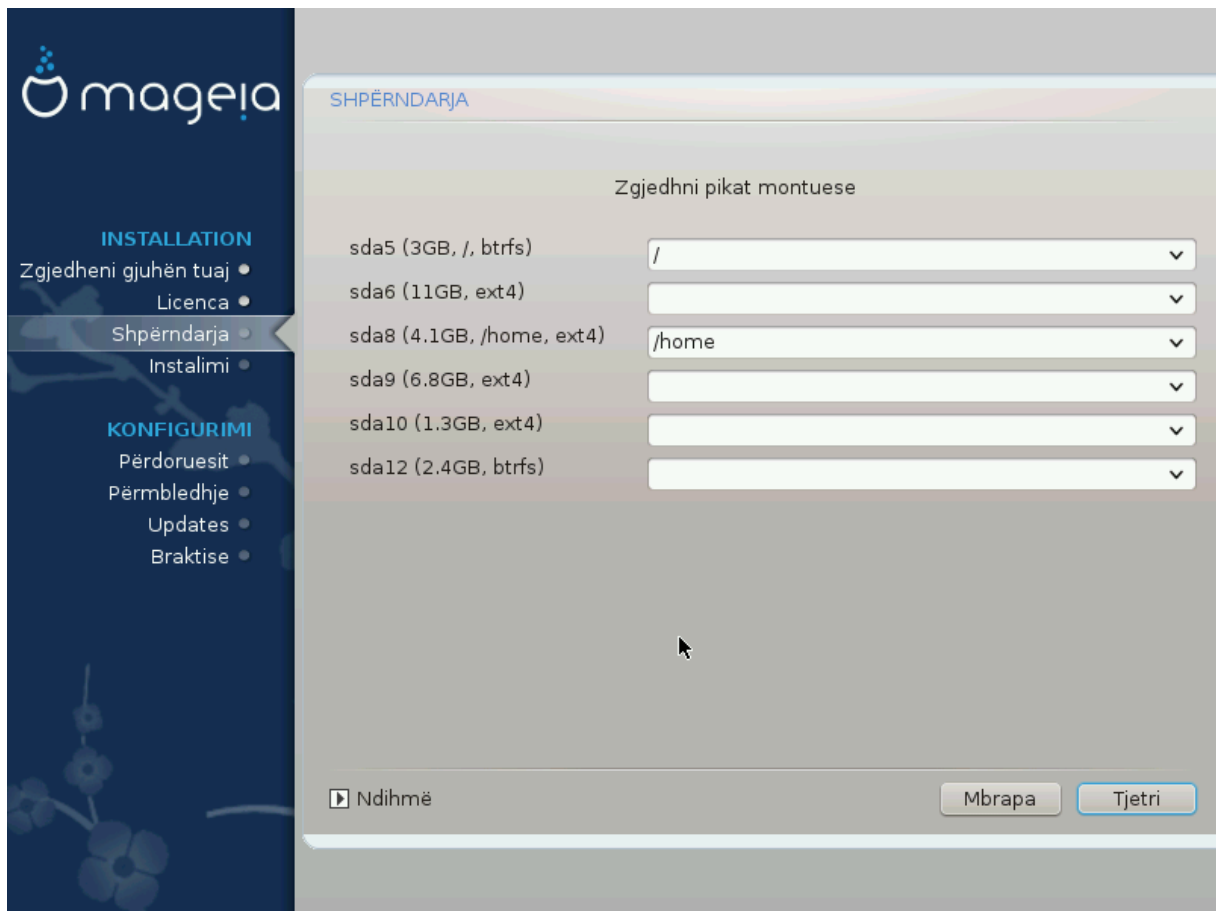 mageia
INSTALLATION
Zgjedheni gjuhën tuaj
Licenca
Shpërndarja
Instalimi
KONFIGURIMI
Përdoruesit
Përmbledhje
Updates
Braktise
SHPËRNDARJA
Zgjedhni pikat montuese
sda5 (3GB, /, btrfs) /
sda6 (11GB, ext4)
sda8 (4.1GB, /home, ext4) /home
sda9 (6.8GB, ext4)
sda10 (1.3GB, ext4)
sda12 (2.4GB, btrfs)
Ndihmë Mbrapa Tjetri